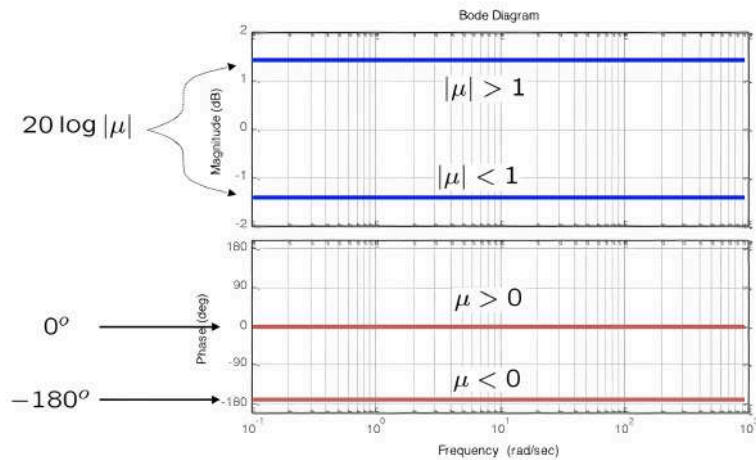 Bode Diagram
2
1
0
-1
-2
Magnitude (dB)
20 log |μ|
|μ| > 1
|μ| < 1
180
90
0
-90
-180
Phase (deg)
0°
-180°
μ > 0
μ < 0
10^-1
10^0
10^1
10^2
Frequency (rad/sec)